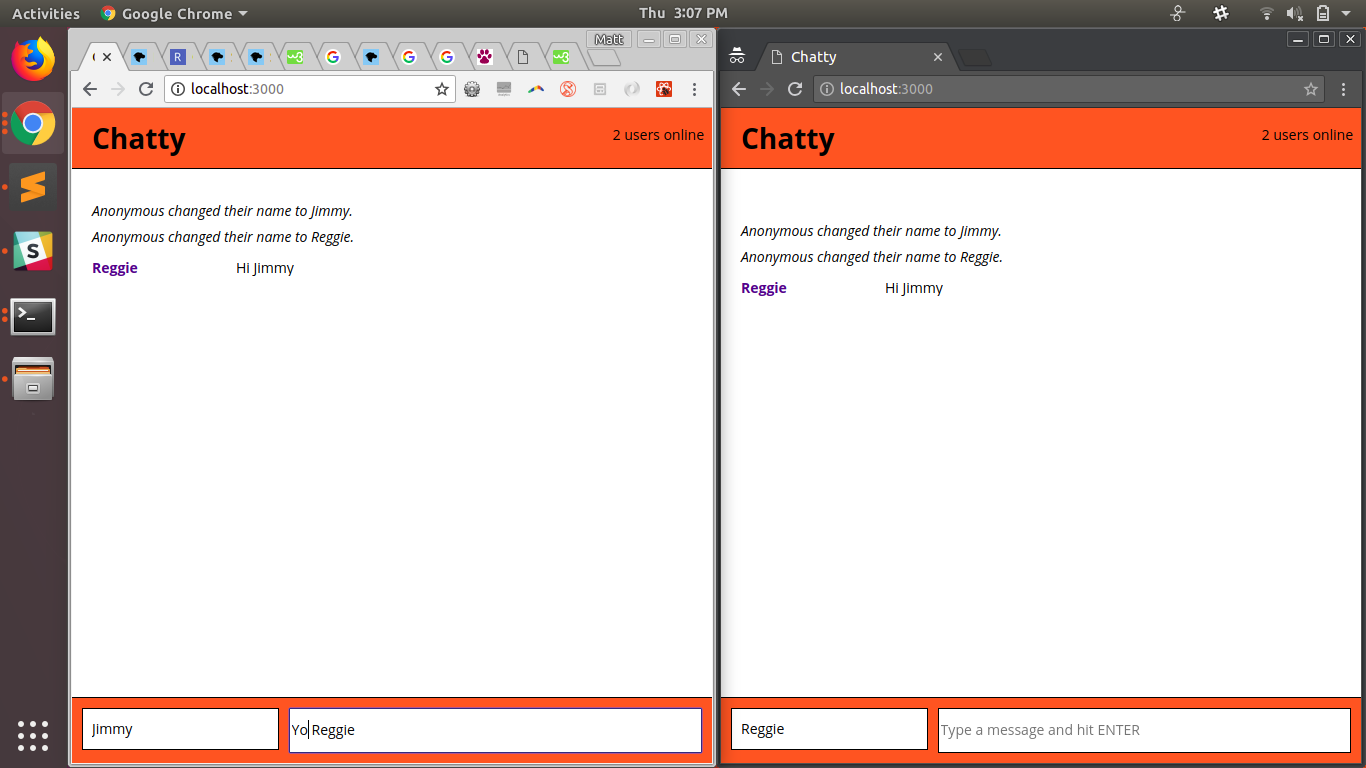 Activities Google Chrome Thu 3:07 PM
Matt
R w3 G G G w3
localhost:3000
Chatty 2 users online
Anonymous changed their name to Jimmy.
Anonymous changed their name to Reggie.
Reggie Hi Jimmy
Jimmy Yo Reggie
Chatty
localhost:3000
Chatty 2 users online
Anonymous changed their name to Jimmy.
Anonymous changed their name to Reggie.
Reggie Hi Jimmy
Reggie Type a message and hit ENTER
S
>_